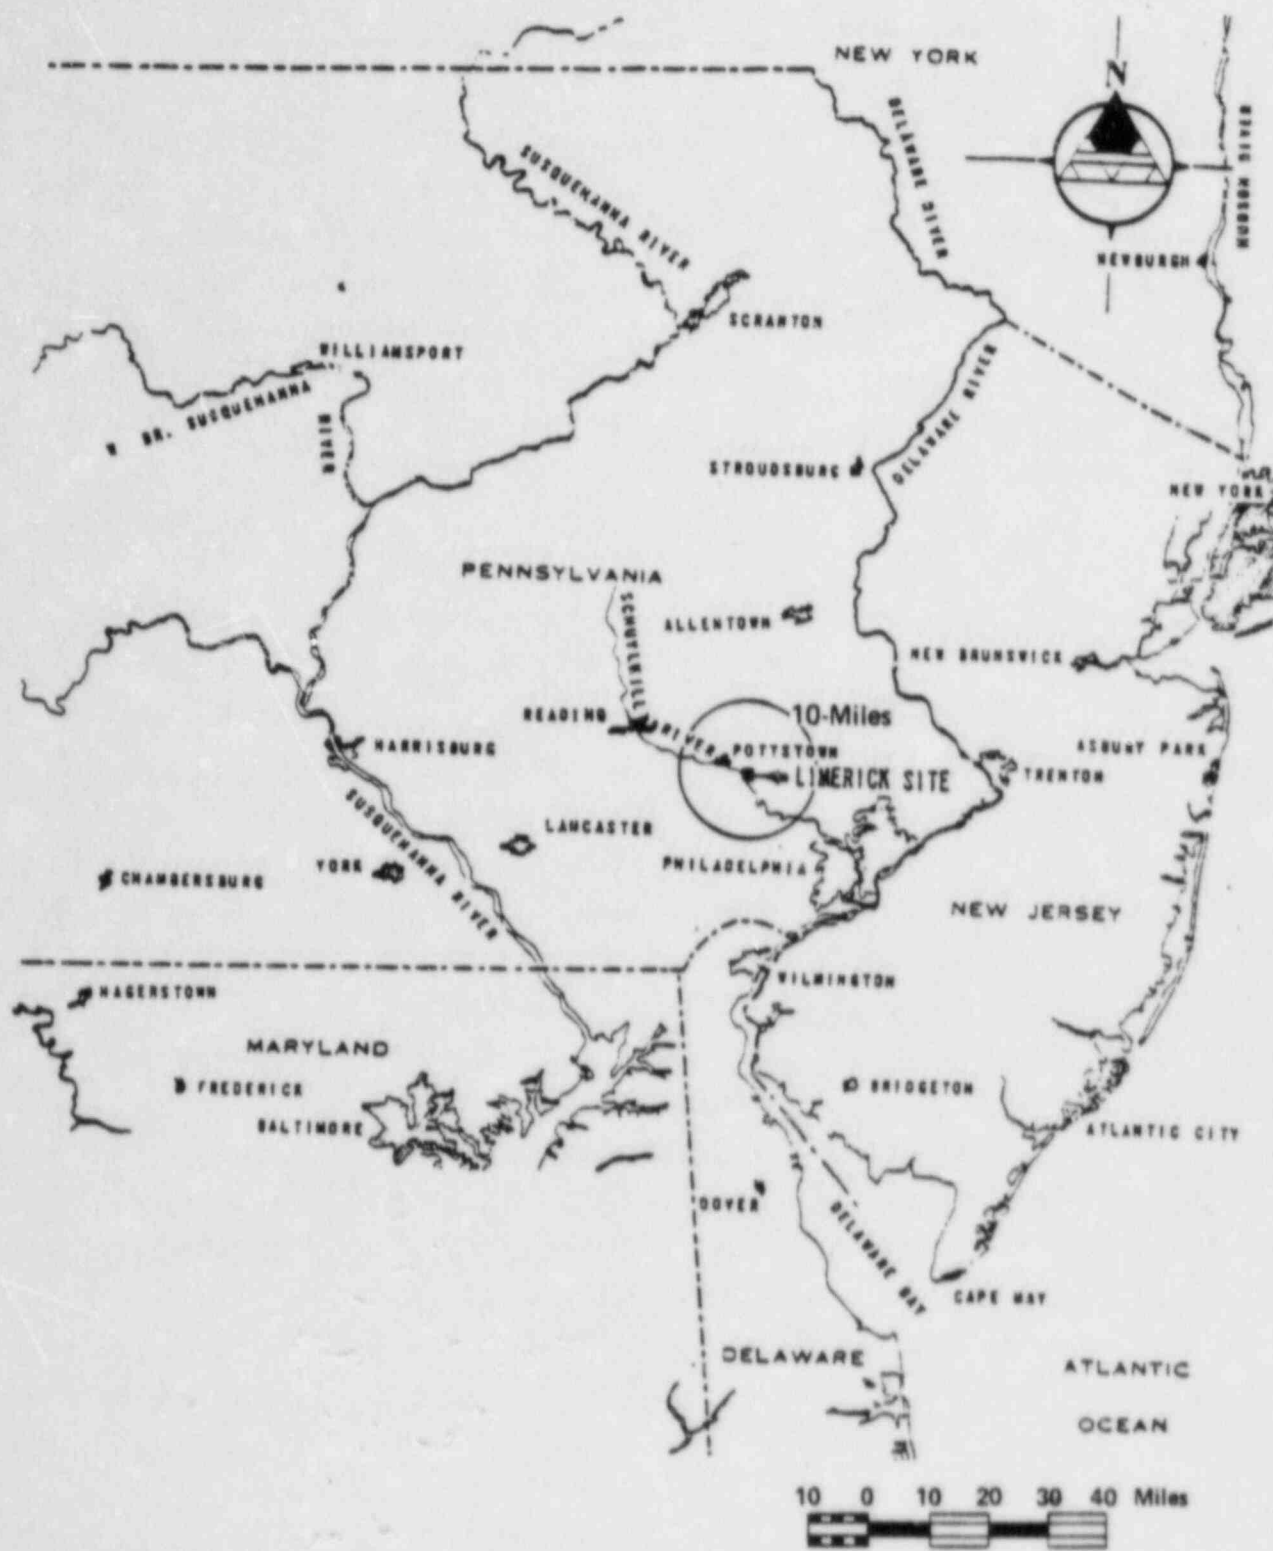 NEW YORK
N
DELAWARE RIVER
HUDSON RIVER
SUSQUEHANNA RIVER
NEWBURGH
SCRANTON
WILLIAMSPORT
W BR. SUSQUEHANNA
RIVER
DELAWARE RIVER
STROUDSBURG
NEW YORK
PENNSYLVANIA
SCHUYLKILL
RIVER
ALLENTOWN
NEW BRUNSWICK
READING
10-Miles
POTTSTOWN
HARRISBURG
ASBURY PARK
LIMERICK SITE
TRENTON
SUSQUEHANNA RIVER
LANCASTER
PHILADELPHIA
YORK
CHAMBERSBURG
NEW JERSEY
WILMINGTON
HAGERSTOWN
MARYLAND
FREDERICK
BRIDGETON
BALTIMORE
ATLANTIC CITY
DOVER
DELAWARE BAY
CAPE MAY
DELAWARE
ATLANTIC
OCEAN
10 0 10 20 30 40 Miles